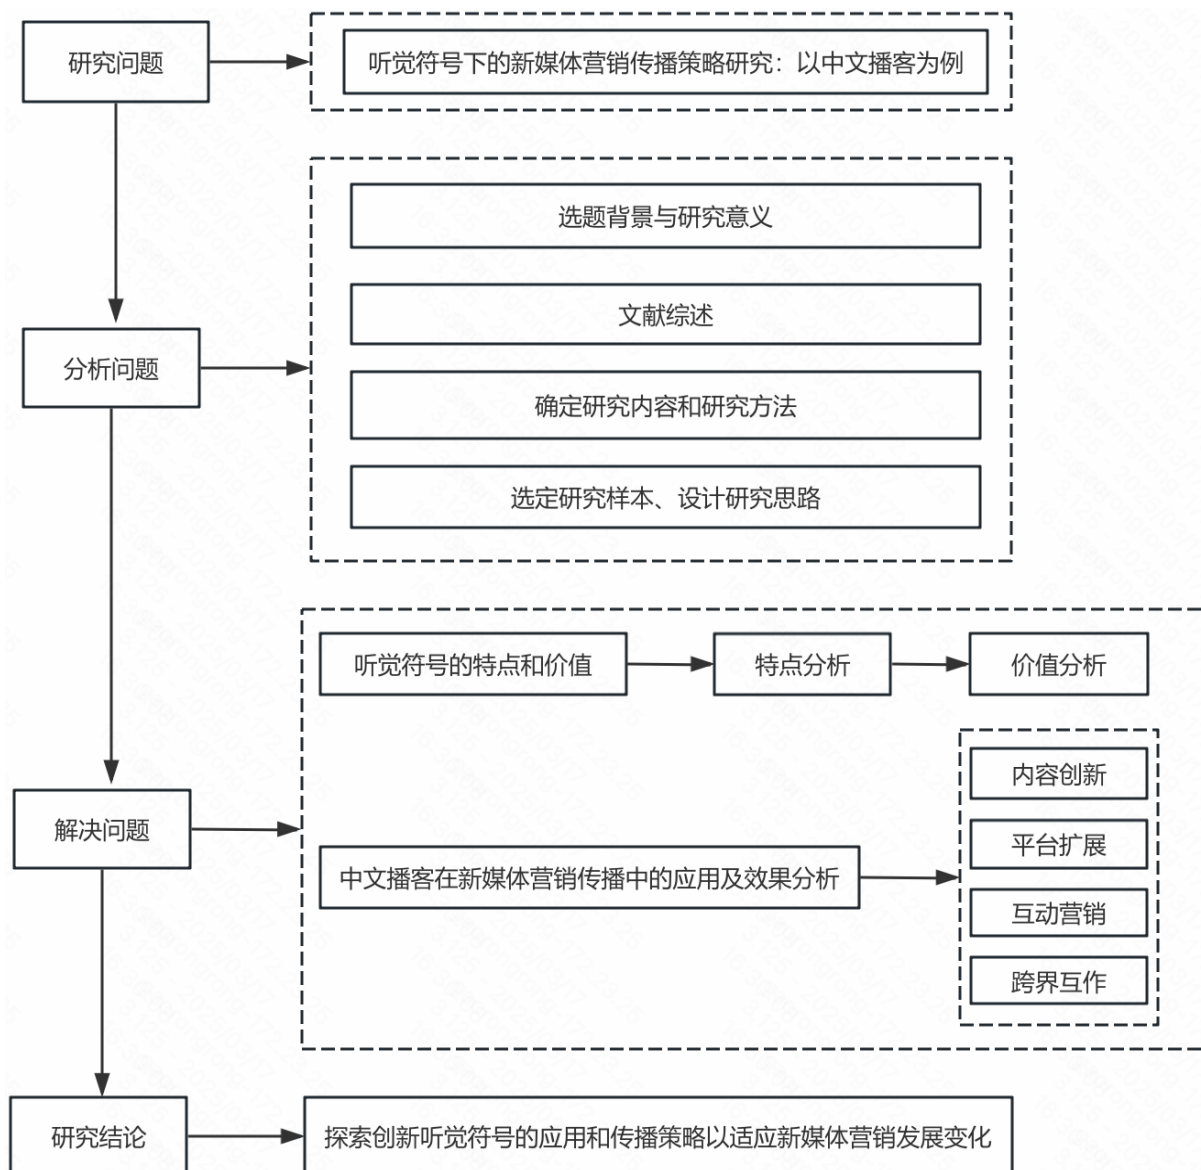 研究问题
听觉符号下的新媒体营销传播策略研究：以中文播客为例
选题背景与研究意义
文献综述
分析问题
确定研究内容和研究方法
选定研究样本、设计研究思路
听觉符号的特点和价值
特点分析
价值分析
内容创新
解决问题
平台扩展
中文播客在新媒体营销传播中的应用及效果分析
互动营销
跨界互作
研究结论
探索创新听觉符号的应用和传播策略以适应新媒体营销发展变化